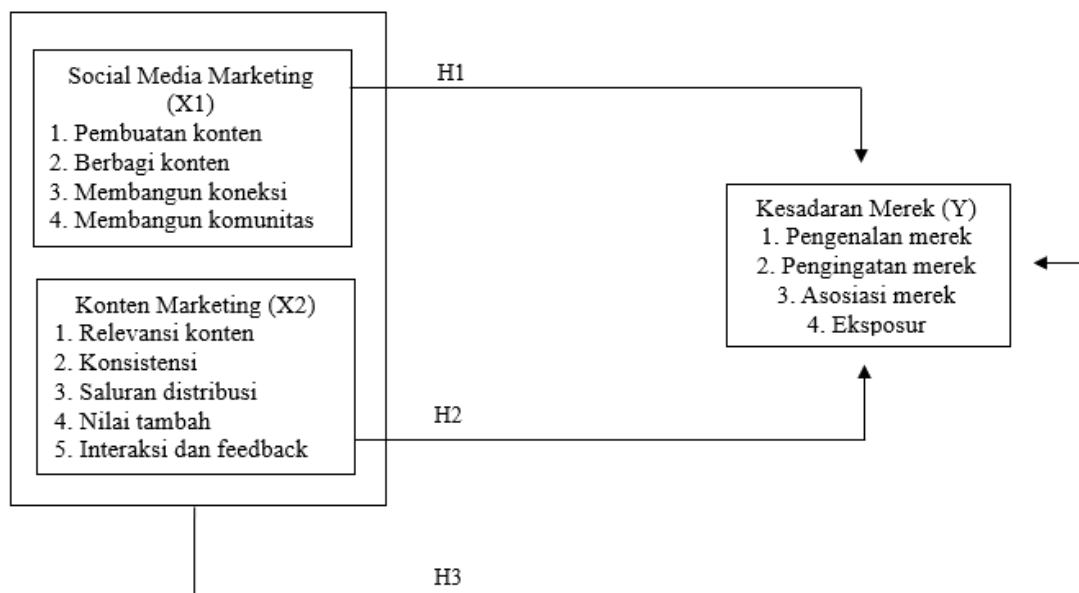 Social Media Marketing
(X1)
1. Pembuatan konten
2. Berbagi konten
3. Membangun koneksi
4. Membangun komunitas
Konten Marketing (X2)
1. Relevansi konten
2. Konsistensi
3. Saluran distribusi
4. Nilai tambah
5. Interaksi dan feedback
H1
H2
H3
Kesadaran Merek (Y)
1. Pengenalan merek
2. Pengingatan merek
3. Asosiasi merek
4. Eksposur